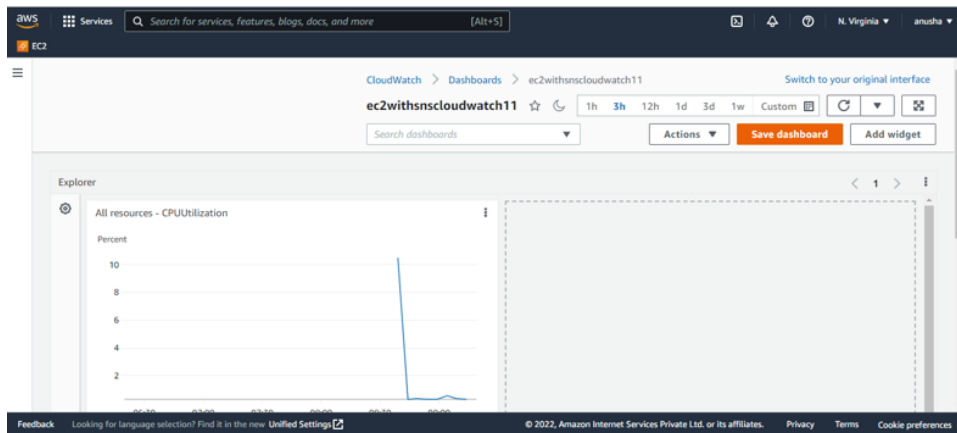 aws Services Search for services, features, blogs, docs, and more [Alt+S] N. Virginia ▼ anusha ▼
EC2
CloudWatch > Dashboards > ec2withsnscloudwatch11 Switch to your original interface
ec2withsnscloudwatch11 1h 3h 12h 1d 3d 1w Custom
Search dashboards ▼ Actions ▼ Save dashboard Add widget
Explorer < 1 >
All resources - CPUUtilization
Percent
10
8
6
4
2
Feedback Looking for language selection? Find it in the new Unified Settings © 2022, Amazon Internet Services Private Ltd. or its affiliates. Privacy Terms Cookie preferences